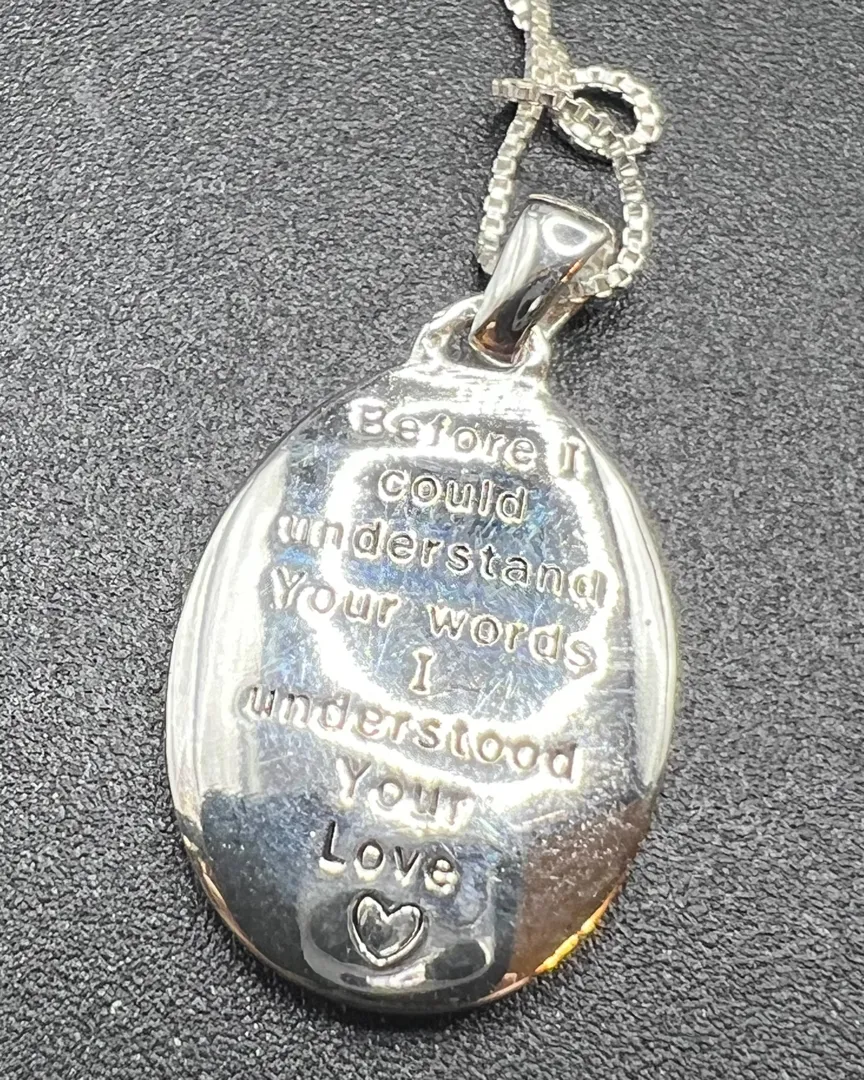 Before I
could
understand
Your words
I
understood
Your
Love